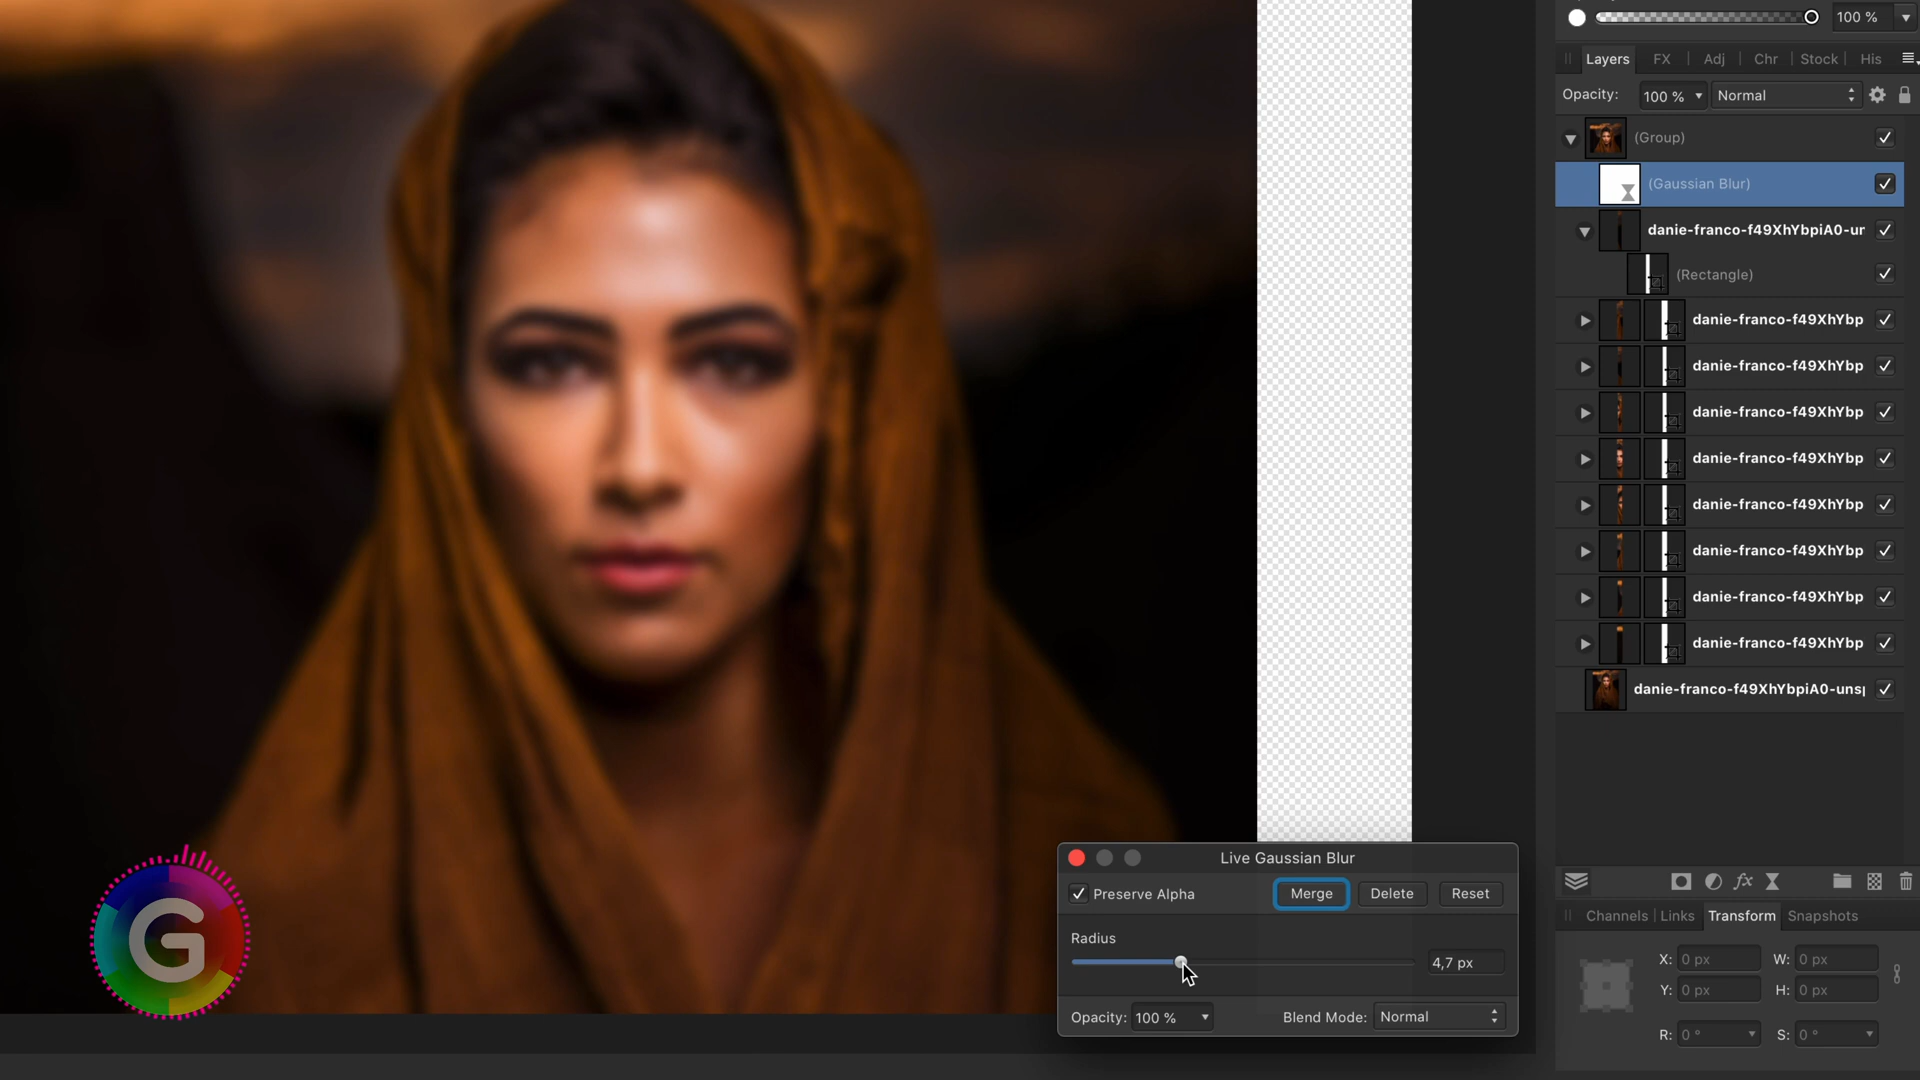 100 %
Layers
FX
Adj
Chr
Stock
His
Opacity:
100 %
Normal
(Group)
(Gaussian Blur)
danie-franco-f49XhYbpiA0-un
(Rectangle)
danie-franco-f49XhYbp
danie-franco-f49XhYbp
danie-franco-f49XhYbp
danie-franco-f49XhYbp
danie-franco-f49XhYbp
danie-franco-f49XhYbp
danie-franco-f49XhYbp
danie-franco-f49XhYbp
danie-franco-f49XhYbpiA0-unsp
fx
Channels
Links
Transform
Snapshots
X: 0 px W: 0 px
Y: 0 px H: 0 px
R: 0 ° S: 0 °
Live Gaussian Blur
Preserve Alpha
Merge
Delete
Reset
Radius
4,7 px
Opacity: 100 %
Blend Mode: Normal
G